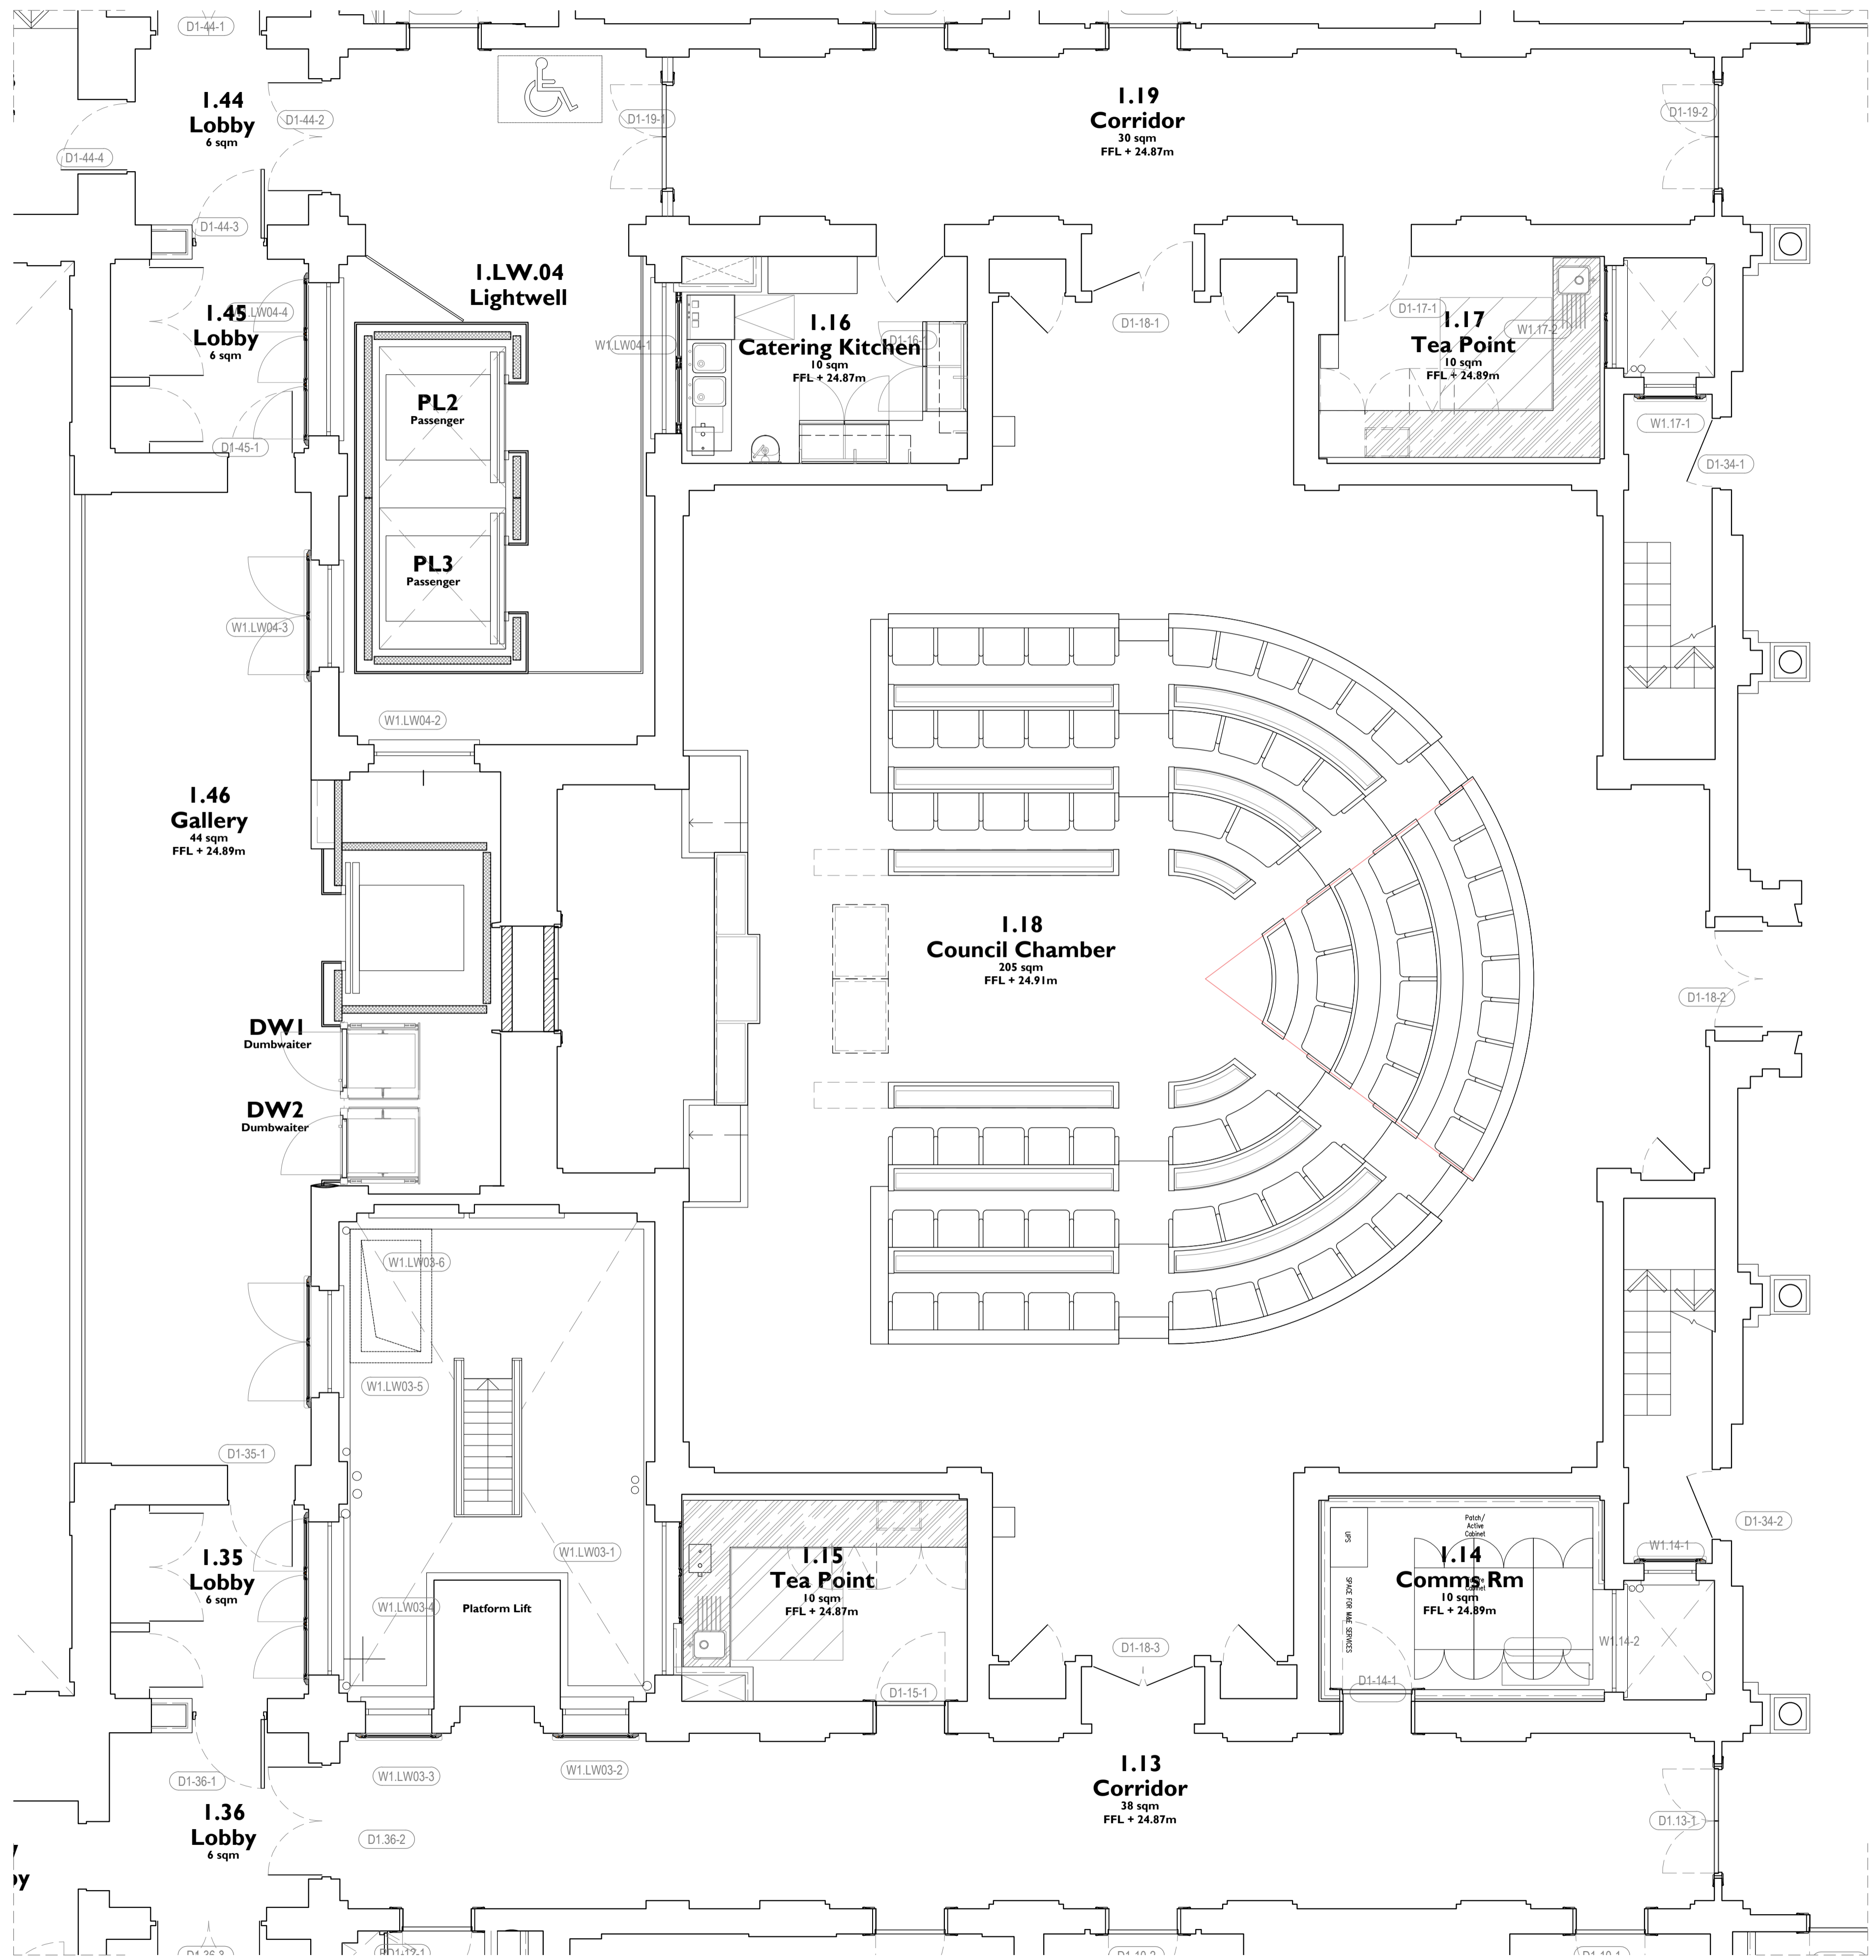 D1-44-1
1.44
Lobby
6 sqm
D1-44-2
D1-44-4
D1-44-3
D1-19-1
1.19
Corridor
30 sqm
FFL + 24.87m
D1-19-2
1.LW.04
Lightwell
W1.LW04-4
1.45
Lobby
6 sqm
D1-45-1
W1.LW04-1
1.16
Catering Kitchen
10 sqm
FFL + 24.87m
D1-18-1
D1-17-1
W1.17-2
1.17
Tea Point
10 sqm
FFL + 24.89m
W1.17-1
D1-34-1
PL2
Passenger
PL3
Passenger
W1.LW04-3
W1.LW04-2
1.46
Gallery
44 sqm
FFL + 24.89m
1.18
Council Chamber
205 sqm
FFL + 24.91m
D1-18-2
DW1
Dumbwaiter
DW2
Dumbwaiter
W1.LW03-6
W1.LW03-5
D1-35-1
1.35
Lobby
6 sqm
W1.LW03-1
W1.LW03-4
Platform Lift
1.15
Tea Point
10 sqm
FFL + 24.87m
D1-15-1
D1-18-3
UPS
SPACE FOR M&E SERVICES
Patch/
Active
Cabinet
1.14
Comms Rm
10 sqm
FFL + 24.89m
D1-14-1
W1.14-2
W1.14-1
D1-34-2
W1.LW03-3
W1.LW03-2
D1-36-1
1.36
Lobby
6 sqm
D1.36-2
1.13
Corridor
38 sqm
FFL + 24.87m
D1.13-1